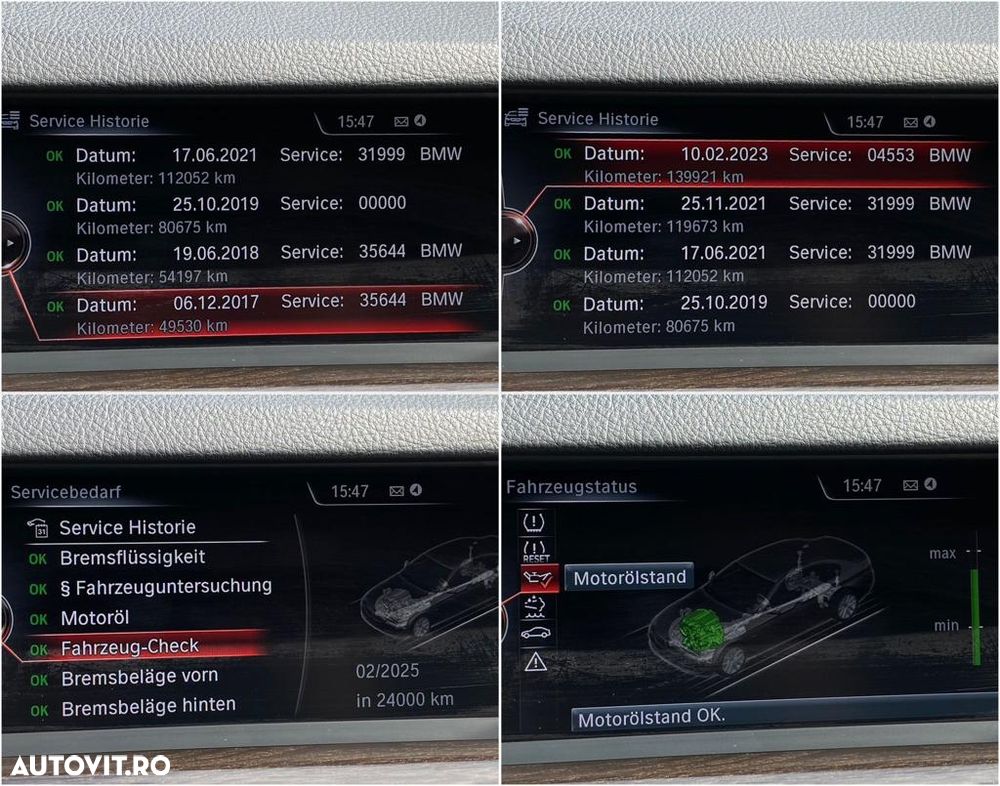 Service Historie
15:47
OK Datum: 17.06.2021 Service: 31999 BMW
Kilometer: 112052 km
OK Datum: 25.10.2019 Service: 00000
Kilometer: 80675 km
OK Datum: 19.06.2018 Service: 35644 BMW
Kilometer: 54197 km
OK Datum: 06.12.2017 Service: 35644 BMW
Kilometer: 49530 km
Service Historie
15:47
OK Datum: 10.02.2023 Service: 04553 BMW
Kilometer: 139921 km
OK Datum: 25.11.2021 Service: 31999 BMW
Kilometer: 119673 km
OK Datum: 17.06.2021 Service: 31999 BMW
Kilometer: 112052 km
OK Datum: 25.10.2019 Service: 00000
Kilometer: 80675 km
Servicebedarf
15:47
31 Service Historie
OK Bremsflüssigkeit
OK § Fahrzeuguntersuchung
OK Motoröl
OK Fahrzeug-Check
OK Bremsbeläge vorn
OK Bremsbeläge hinten
02/2025
in 24000 km
Fahrzeugstatus
15:47
RESET
Motorölstand
max
min
Motorölstand OK.
AUTOVIT.RO